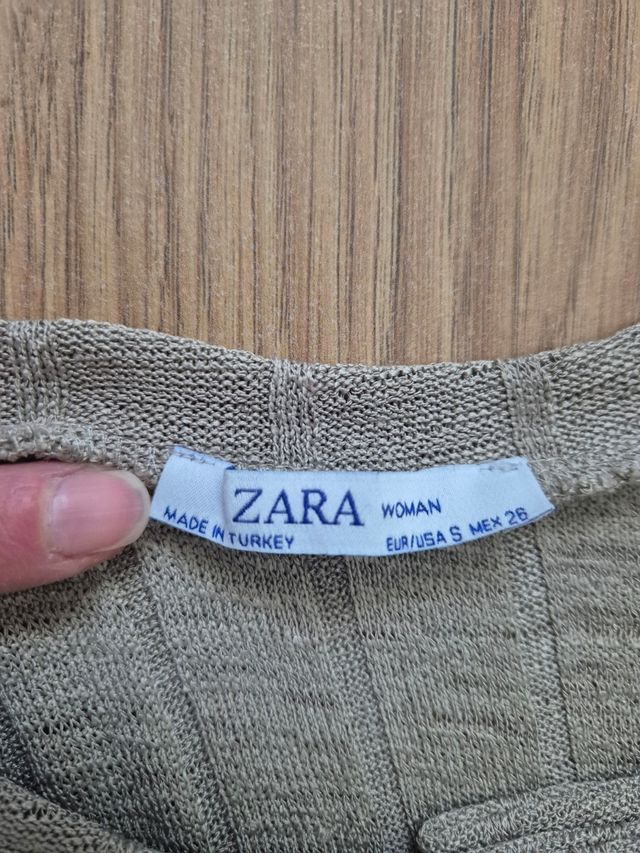 ZARA WOMAN
MADE IN TURKEY EUR/USA S MEX 26